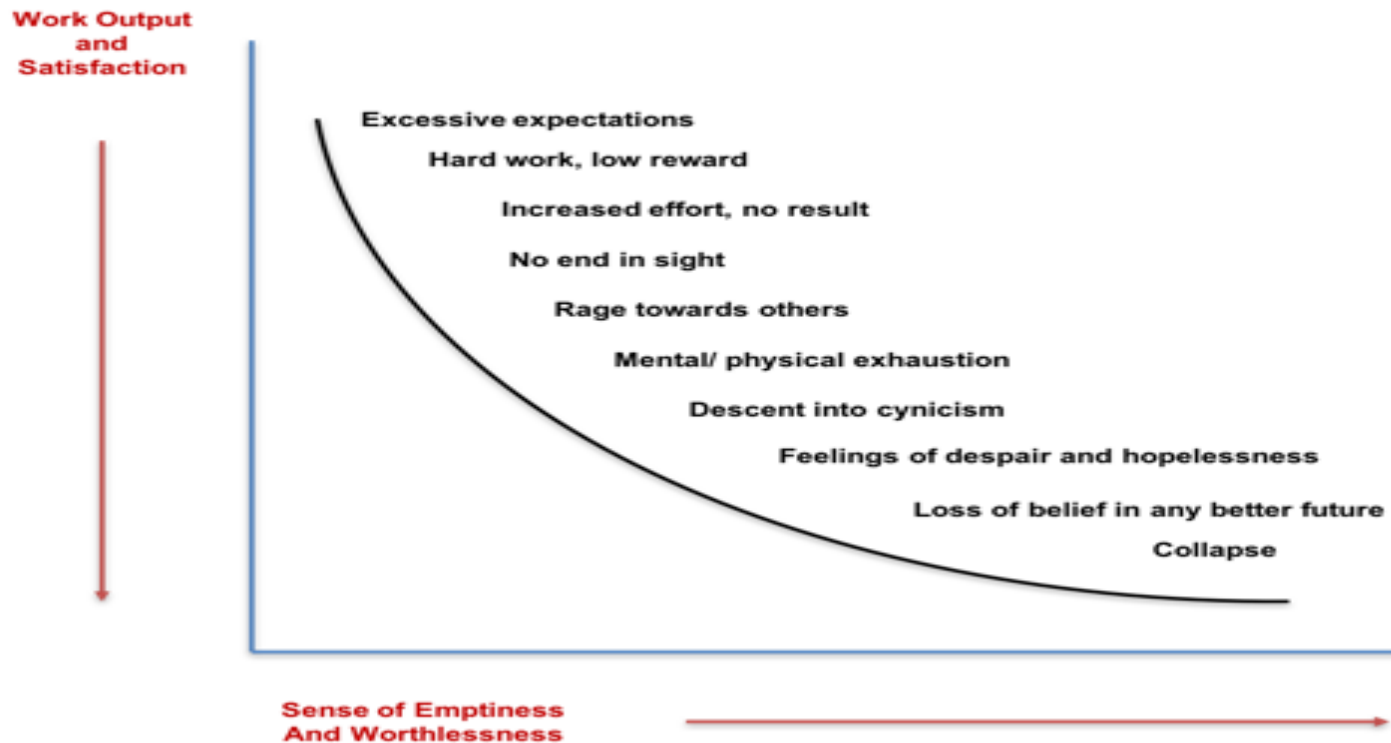 Work Output
and
Satisfaction
Excessive expectations
Hard work, low reward
Increased effort, no result
No end in sight
Rage towards others
Mental/ physical exhaustion
Descent into cynicism
Feelings of despair and hopelessness
Loss of belief in any better future
Collapse
Sense of Emptiness
And Worthlessness